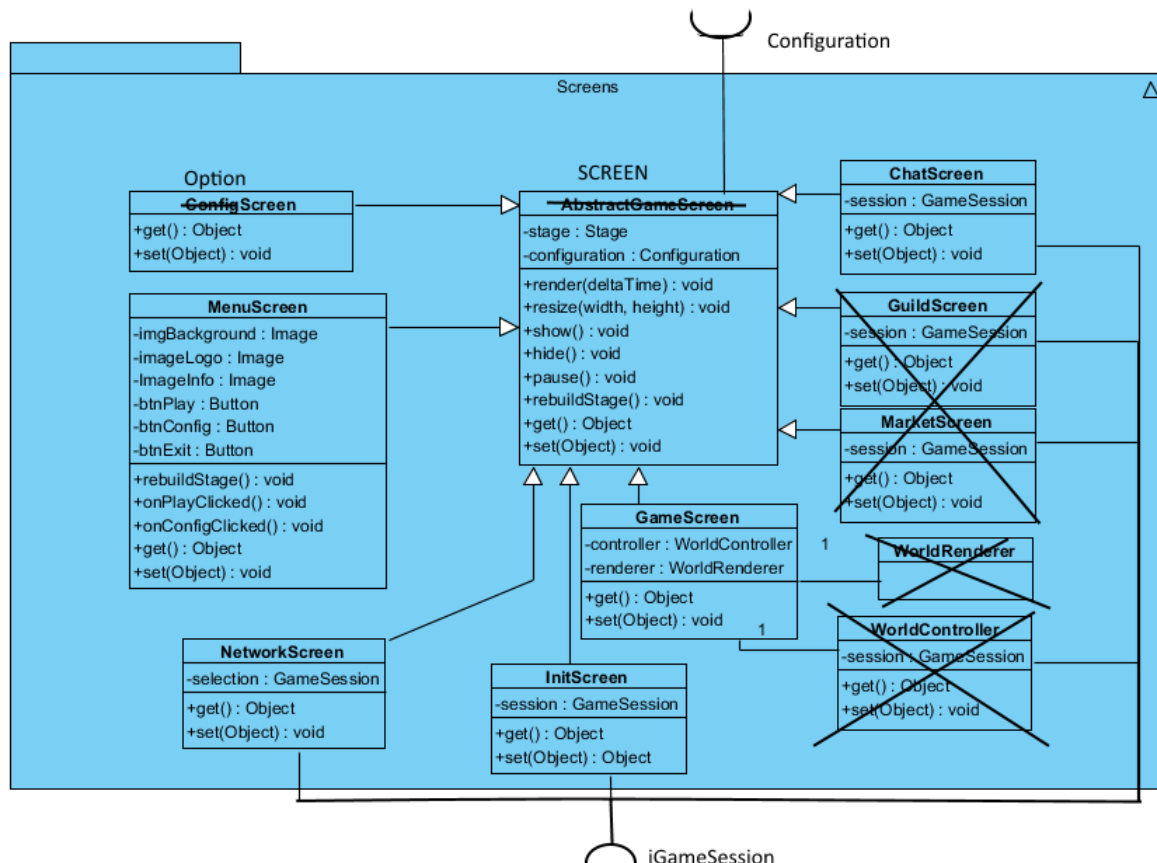 Configuration
Screens
Option
ConfigScreen
+get() : Object
+set(Object) : void
MenuScreen
-imgBackground : Image
-imageLogo : Image
-ImageInfo : Image
-btnPlay : Button
-btnConfig : Button
-btnExit : Button
+rebuildStage() : void
+onPlayClicked() : void
+onConfigClicked() : void
+get() : Object
+set(Object) : void
NetworkScreen
-selection : GameSession
+get() : Object
+set(Object) : void
SCREEN
AbstractGameScreen
-stage : Stage
-configuration : Configuration
+render(deltaTime) : void
+resize(width, height) : void
+show() : void
+hide() : void
+pause() : void
+rebuildStage() : void
+get() : Object
+set(Object) : void
GameScreen
-controller : WorldController
-renderer : WorldRenderer
+get() : Object
+set(Object) : void
1
1
InitScreen
-session : GameSession
+get() : Object
+set(Object) : Object
ChatScreen
-session : GameSession
+get() : Object
+set(Object) : void
GuildScreen
-session : GameSession
+get() : Object
+set(Object) : void
MarketScreen
-session : GameSession
+get() : Object
+set(Object) : void
WorldRenderer
WorldController
-session : GameSession
+get() : Object
+set(Object) : void
iGameSession